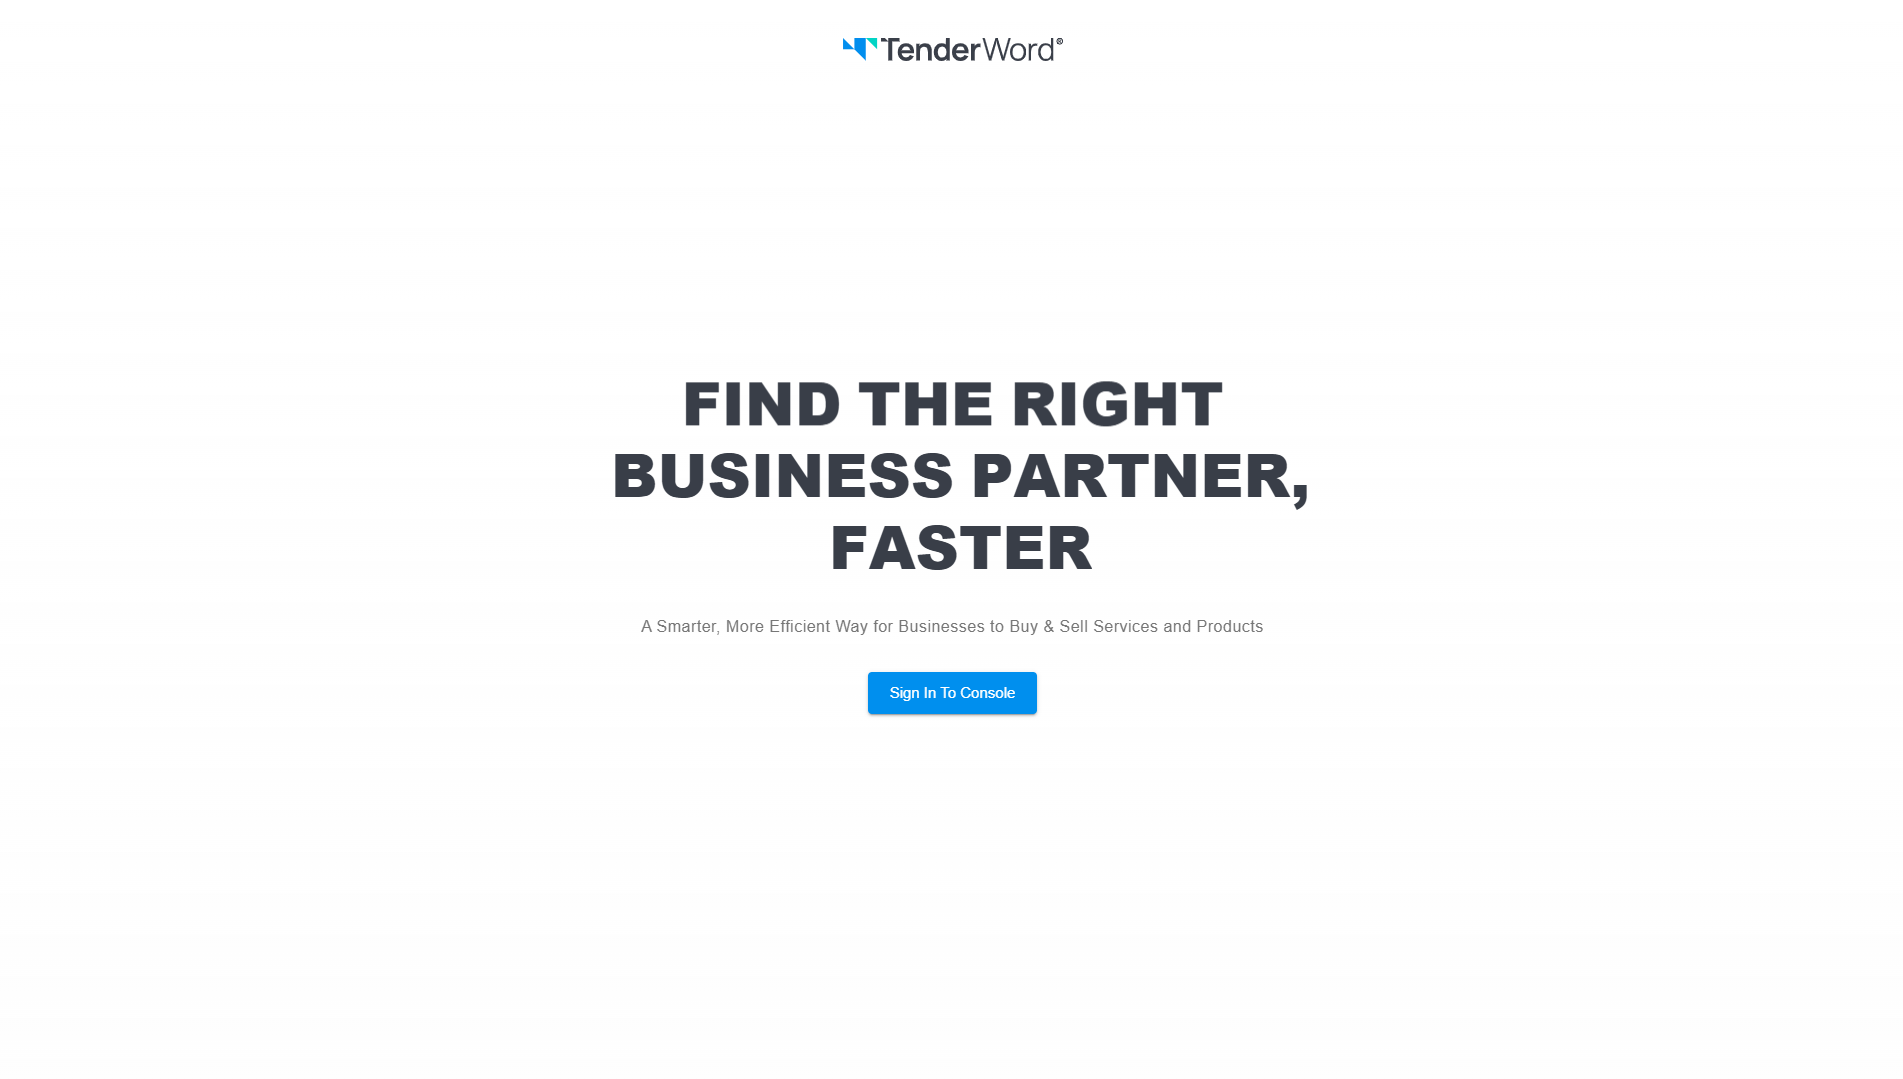 TenderWord®
FIND THE RIGHT
BUSINESS PARTNER,
FASTER
A Smarter, More Efficient Way for Businesses to Buy & Sell Services and Products
Sign In To Console